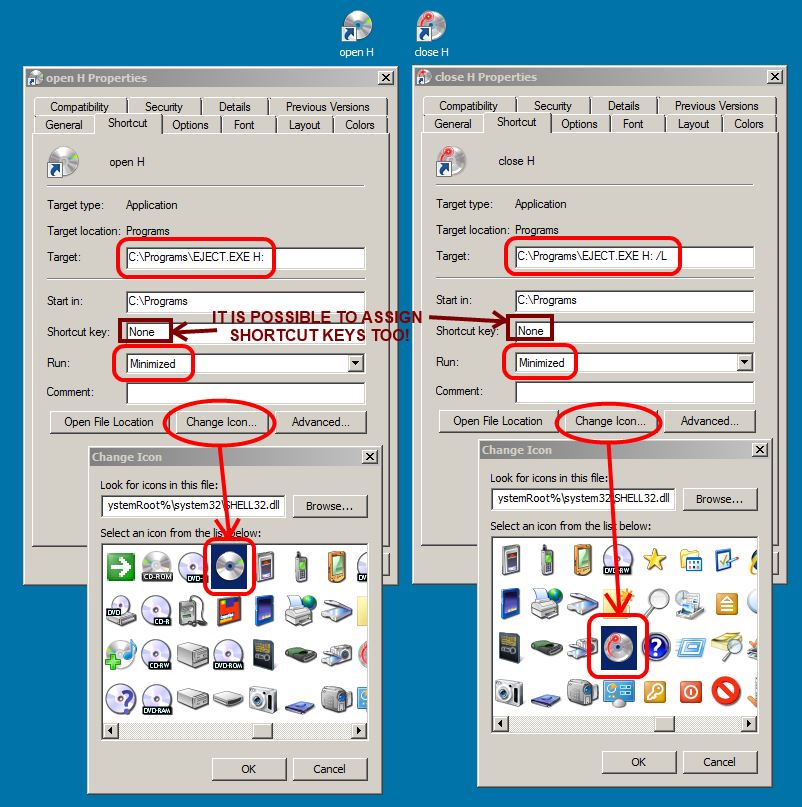 open H
close H
open H Properties
Compatibility Security Details Previous Versions
General Shortcut Options Font Layout Colors
open H
Target type: Application
Target location: Programs
Target: C:\Programs\EJECT.EXE H:
Start in: C:\Programs
Shortcut key: None
Run: Minimized
Comment:
Open File Location Change Icon... Advanced...
close H Properties
Compatibility Security Details Previous Versions
General Shortcut Options Font Layout Colors
close H
Target type: Application
Target location: Programs
Target: C:\Programs\EJECT.EXE H: /L
Start in: C:\Programs
Shortcut key: None
Run: Minimized
Comment:
Open File Location Change Icon... Advanced...
IT IS POSSIBLE TO ASSIGN
SHORTCUT KEYS TOO!
Change Icon
Look for icons in this file:
ystemRoot%\system32\SHELL32.dll Browse...
Select an icon from the list below:
CD-ROM
DVD CD-R
CD-RW DVD-ROM
DVD-RAM
OK Cancel
Change Icon
Look for icons in this file:
ystemRoot%\system32\SHELL32.dll Browse...
Select an icon from the list below:
DVD-RW
OK Cancel